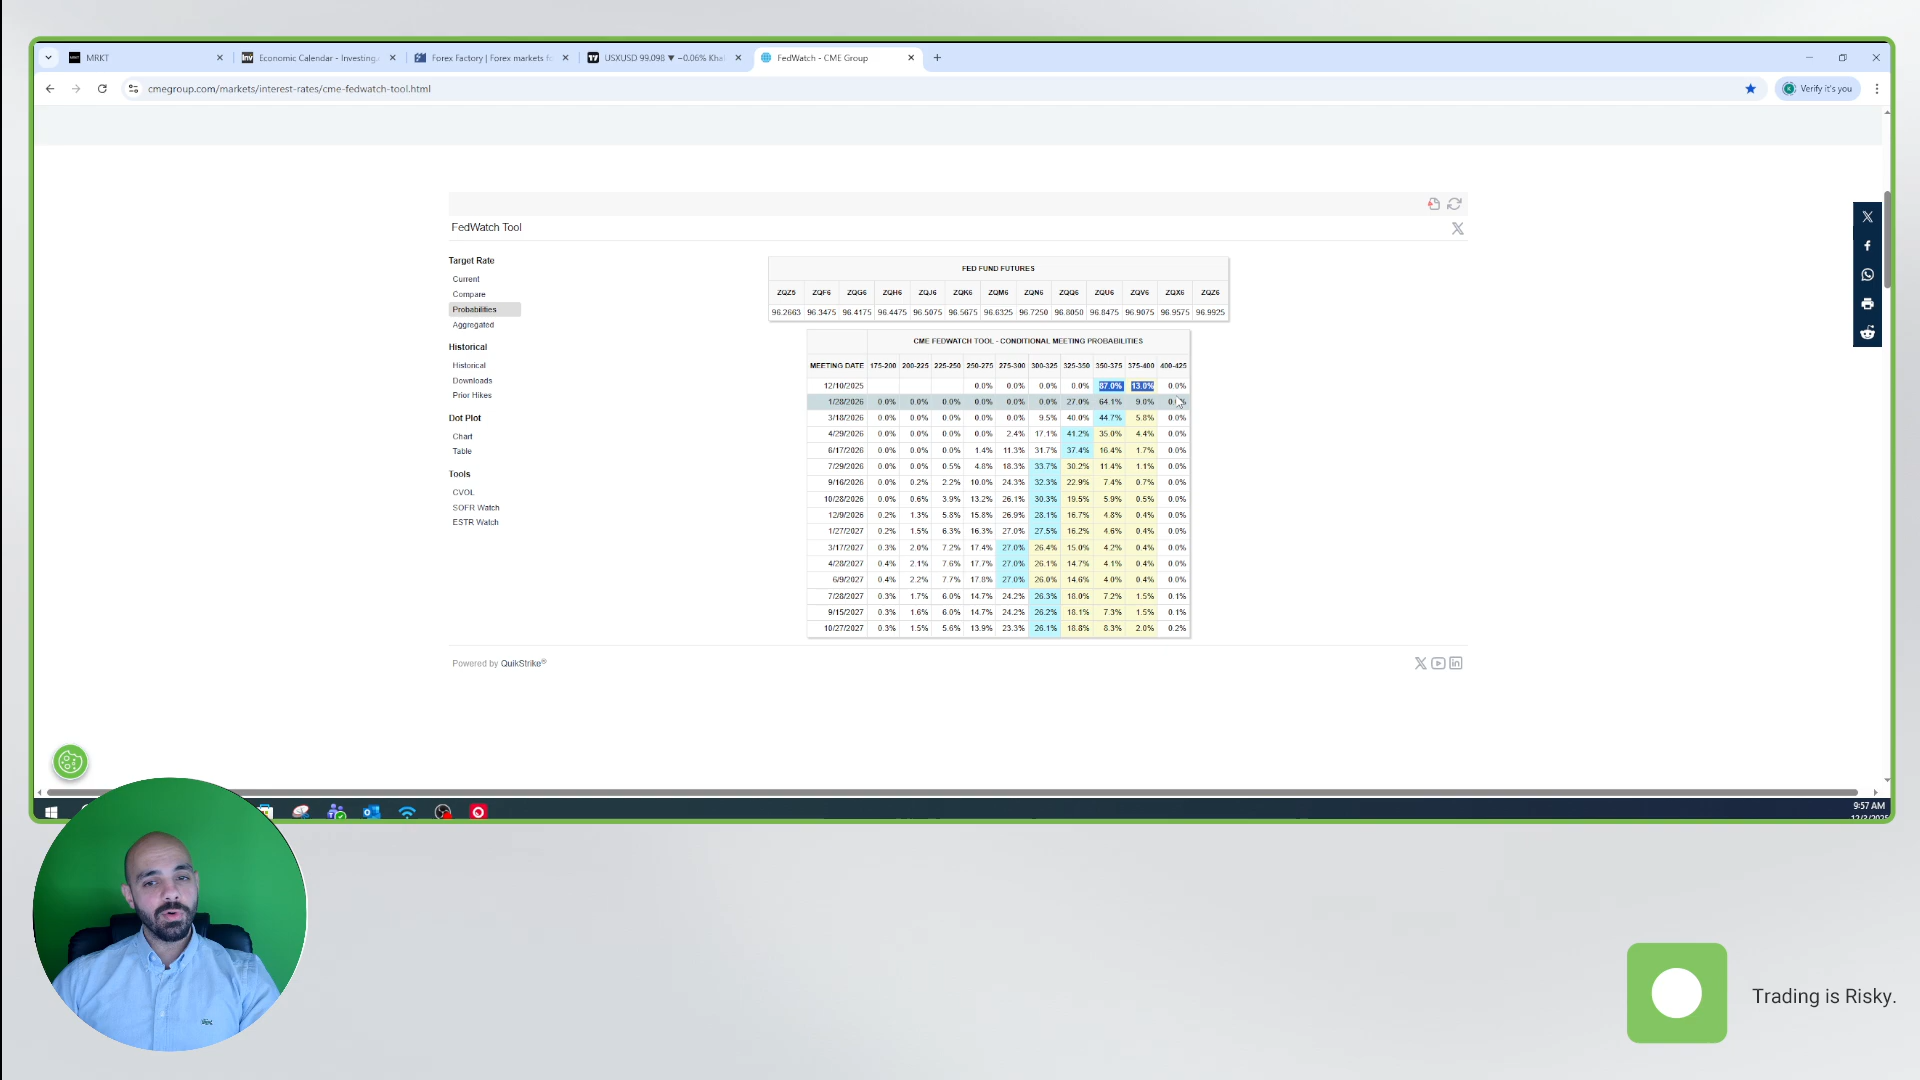 MRKT
Economic Calendar - Investing.
Forex Factory | Forex markets fo
USXUSD 99.098 ▼ −0.06% Khal
FedWatch - CME Group
cmegroup.com/markets/interest-rates/cme-fedwatch-tool.html
Verify it's you
FedWatch Tool
Target Rate
Current
Compare
Probabilities
Aggregated
Historical
Historical
Downloads
Prior Hikes
Dot Plot
Chart
Table
Tools
CVOL
SOFR Watch
ESTR Watch
FED FUND FUTURES
ZQZ5 ZQF6 ZQG6 ZQH6 ZQJ6 ZQK6 ZQM6 ZQN6 ZQQ6 ZQU6 ZQV6 ZQX6 ZQZ6
96.2663 96.3475 96.4175 96.4475 96.5075 96.5675 96.6325 96.7250 96.8050 96.8475 96.9075 96.9575 96.9925
CME FEDWATCH TOOL - CONDITIONAL MEETING PROBABILITIES
MEETING DATE 175-200 200-225 225-250 250-275 275-300 300-325 325-350 350-375 375-400 400-425
12/10/2025 0.0% 0.0% 0.0% 0.0% 87.0% 13.0% 0.0%
1/28/2026 0.0% 0.0% 0.0% 0.0% 0.0% 0.0% 27.0% 64.1% 9.0% 0.0%
3/18/2026 0.0% 0.0% 0.0% 0.0% 0.0% 9.5% 40.0% 44.7% 5.8% 0.0%
4/29/2026 0.0% 0.0% 0.0% 0.0% 2.4% 17.1% 41.2% 35.0% 4.4% 0.0%
6/17/2026 0.0% 0.0% 0.0% 1.4% 11.3% 31.7% 37.4% 16.4% 1.7% 0.0%
7/29/2026 0.0% 0.0% 0.5% 4.8% 18.3% 33.7% 30.2% 11.4% 1.1% 0.0%
9/16/2026 0.0% 0.2% 2.2% 10.0% 24.3% 32.3% 22.9% 7.4% 0.7% 0.0%
10/28/2026 0.0% 0.6% 3.9% 13.2% 26.1% 30.3% 19.5% 5.9% 0.5% 0.0%
12/9/2026 0.2% 1.3% 5.8% 15.8% 26.9% 28.1% 16.7% 4.8% 0.4% 0.0%
1/27/2027 0.2% 1.5% 6.3% 16.3% 27.0% 27.5% 16.2% 4.6% 0.4% 0.0%
3/17/2027 0.3% 2.0% 7.2% 17.4% 27.0% 26.4% 15.0% 4.2% 0.4% 0.0%
4/28/2027 0.4% 2.1% 7.6% 17.7% 27.0% 26.1% 14.7% 4.1% 0.4% 0.0%
6/9/2027 0.4% 2.2% 7.7% 17.8% 27.0% 26.0% 14.6% 4.0% 0.4% 0.0%
7/28/2027 0.3% 1.7% 6.0% 14.7% 24.2% 26.3% 18.0% 7.2% 1.5% 0.1%
9/15/2027 0.3% 1.6% 6.0% 14.7% 24.2% 26.2% 18.1% 7.3% 1.5% 0.1%
10/27/2027 0.3% 1.5% 5.6% 13.9% 23.3% 26.1% 18.8% 8.3% 2.0% 0.2%
Powered by QuikStrike®
9:57 AM
Trading is Risky.